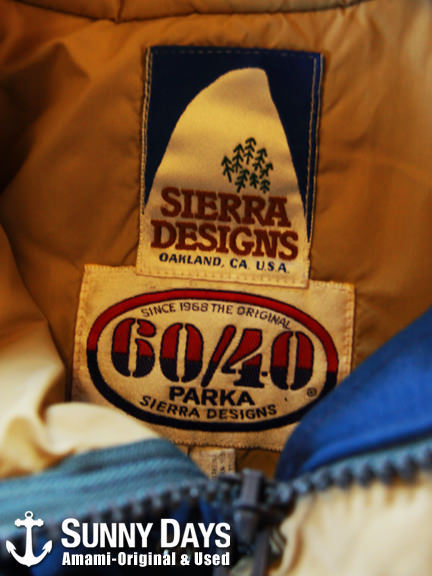 SIERRA
DESIGNS
OAKLAND, CA. U.S.A.
SINCE 1968 THE ORIGINAL
60/40
PARKA
®
SIERRA DESIGNS
SUNNY DAYS
Amami-Original & Used